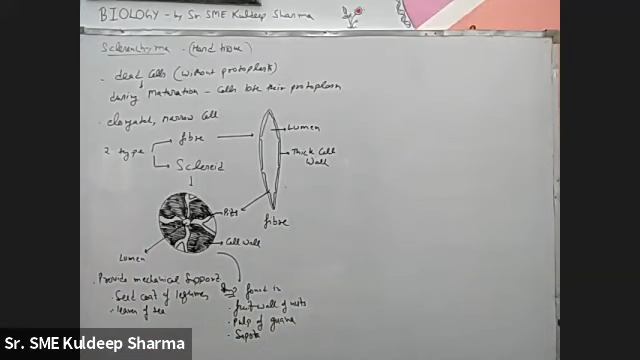 BIOLOGY - by Sr. SME Kuldeep Sharma
Sclerenchyma - (Hard tissue)
. dead cells (without protoplast)
during Maturation - cells lose their protoplasm
. elongated, narrow cell
2 type
fibre
Sclereid
Lumen
Thick Cell
Wall
fibre
Pits
Cell wall
Lumen
. Provide mechanical Support.
. Seed coat of legumes
. leaves of tea
found in
. fruit wall of nuts
. Pulp of guava
. Sapota
Sr. SME Kuldeep Sharma